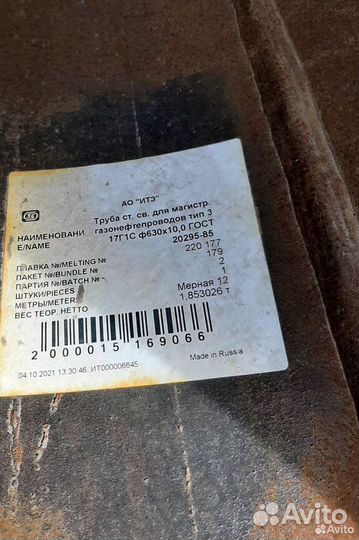 АО "ИТЗ"
НАИМЕНОВАНИ
E/NAME
Труба ст. св. для магистр.
газонефтепроводов тип 3
17Г1С ф630х10,0 ГОСТ
20295-85
ПЛАВКА №/MELTING № 220 177
ПАКЕТ №/BUNDLE № 179
ПАРТИЯ №/BATCH № 2
ШТУКИ/PIECES 1
МЕТРЫ/METERS Мерная 12
ВЕС ТЕОР. НЕТТО 1,853026 т
2 000015 169066
04.10.2021 13:30:46: ИТ000006645
Made in Russia
Avito
Avito